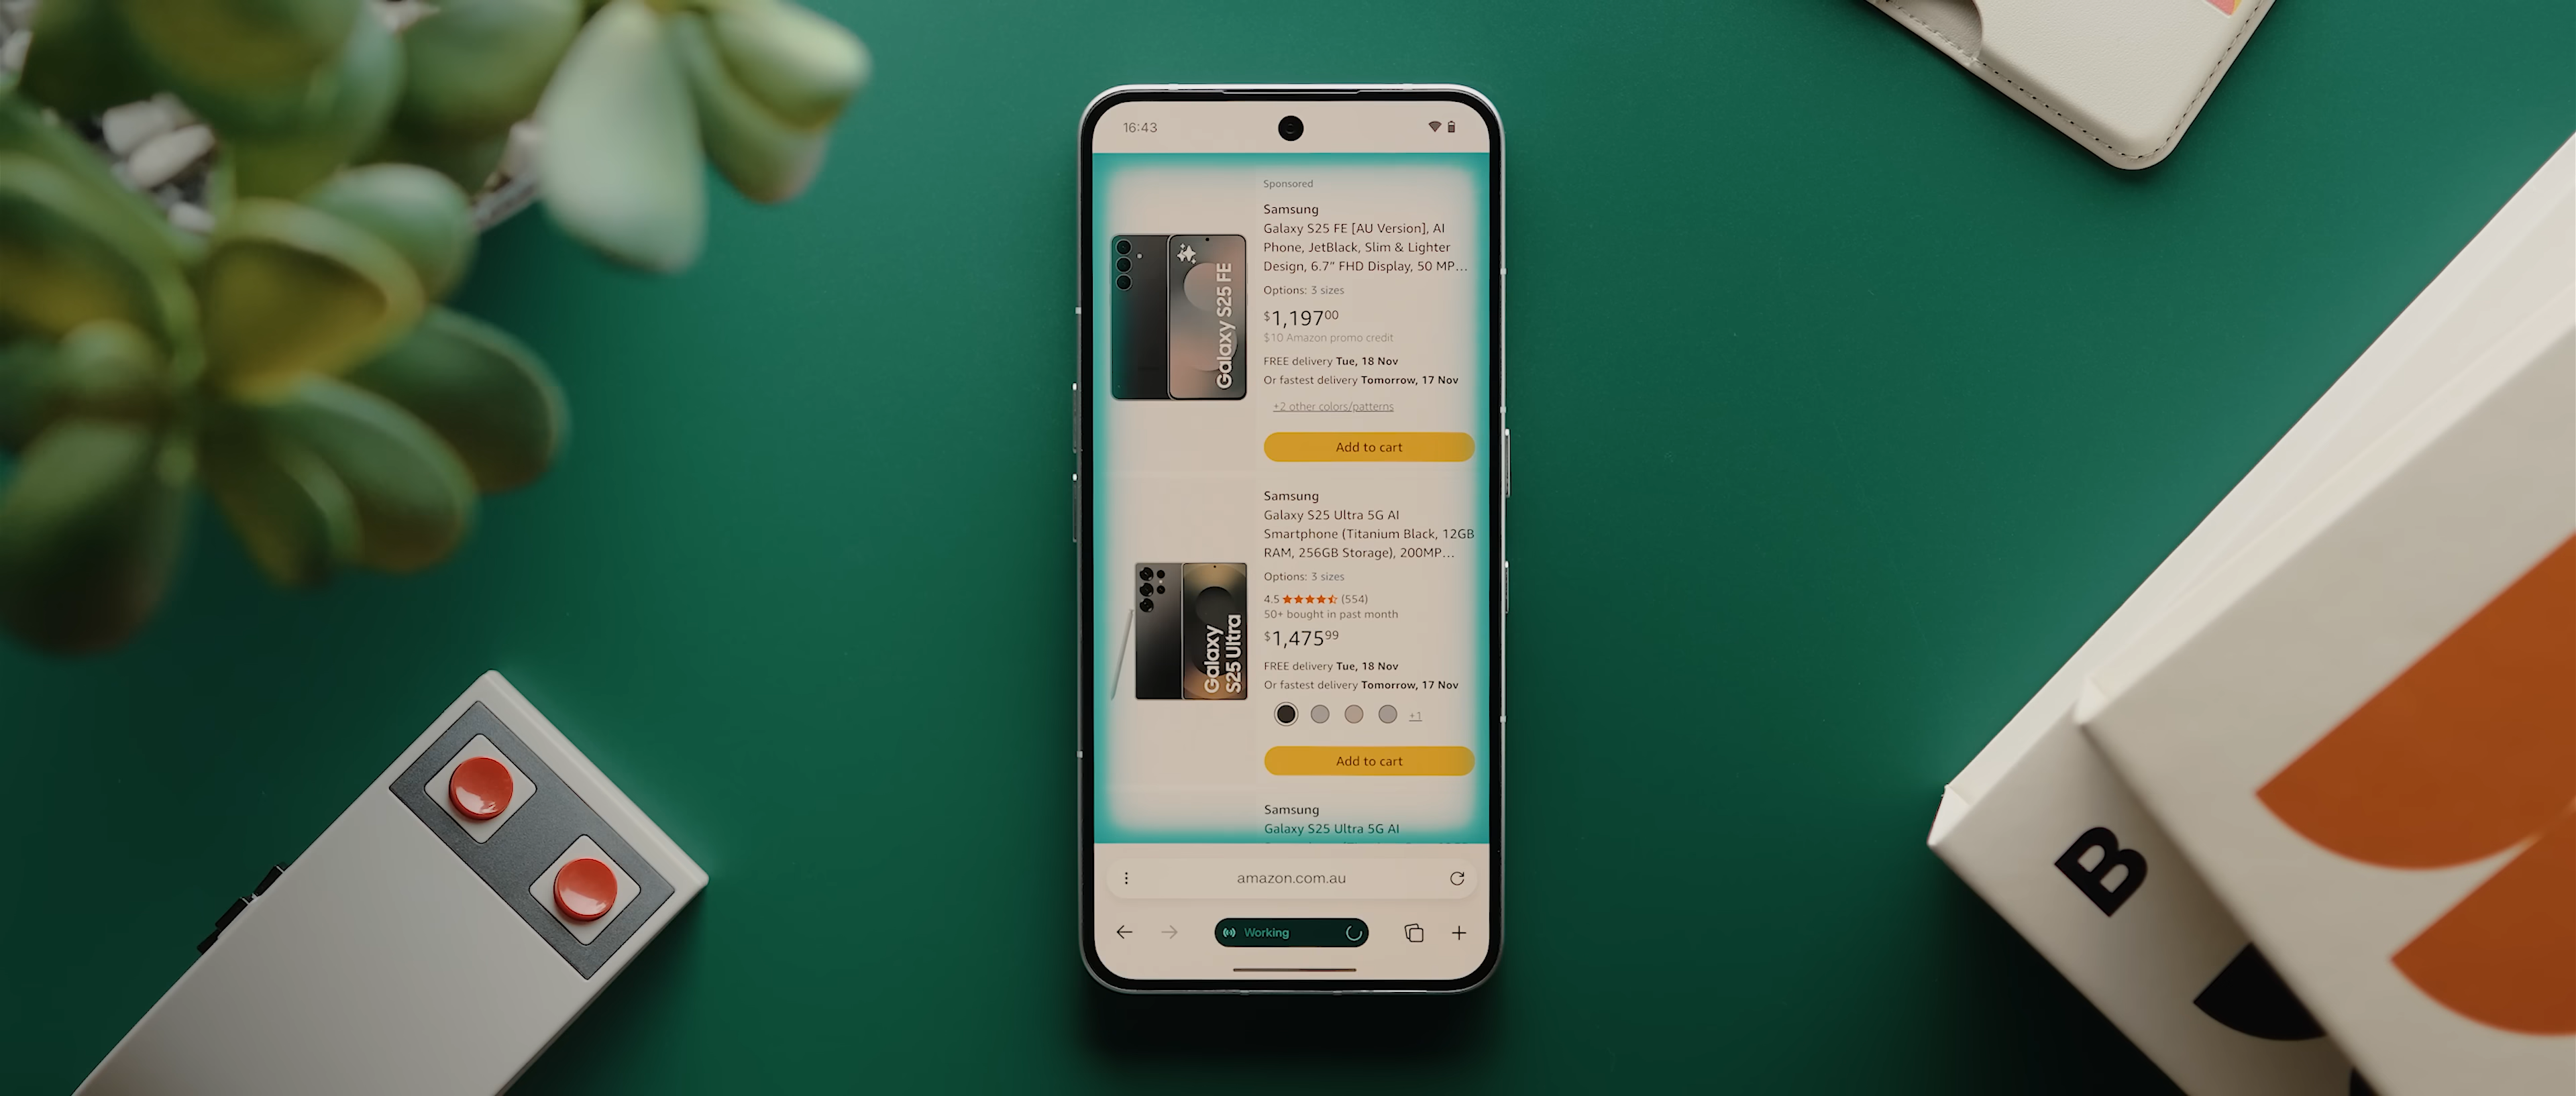 16:43
Sponsored
Samsung
Galaxy S25 FE [AU Version], AI
Phone, JetBlack, Slim & Lighter
Design, 6.7" FHD Display, 50 MP...
Options: 3 sizes
$1,19700
$10 Amazon promo credit
FREE delivery Tue, 18 Nov
Or fastest delivery Tomorrow, 17 Nov
+2 other colors/patterns
Add to cart
Galaxy S25 FE
Samsung
Galaxy S25 Ultra 5G AI
Smartphone (Titanium Black, 12GB
RAM, 256GB Storage), 200MP...
Options: 3 sizes
4.5 (554)
50+ bought in past month
$1,47599
FREE delivery Tue, 18 Nov
Or fastest delivery Tomorrow, 17 Nov
+1
Add to cart
Galaxy
S25 Ultra
Samsung
Galaxy S25 Ultra 5G AI
amazon.com.au
Working
B